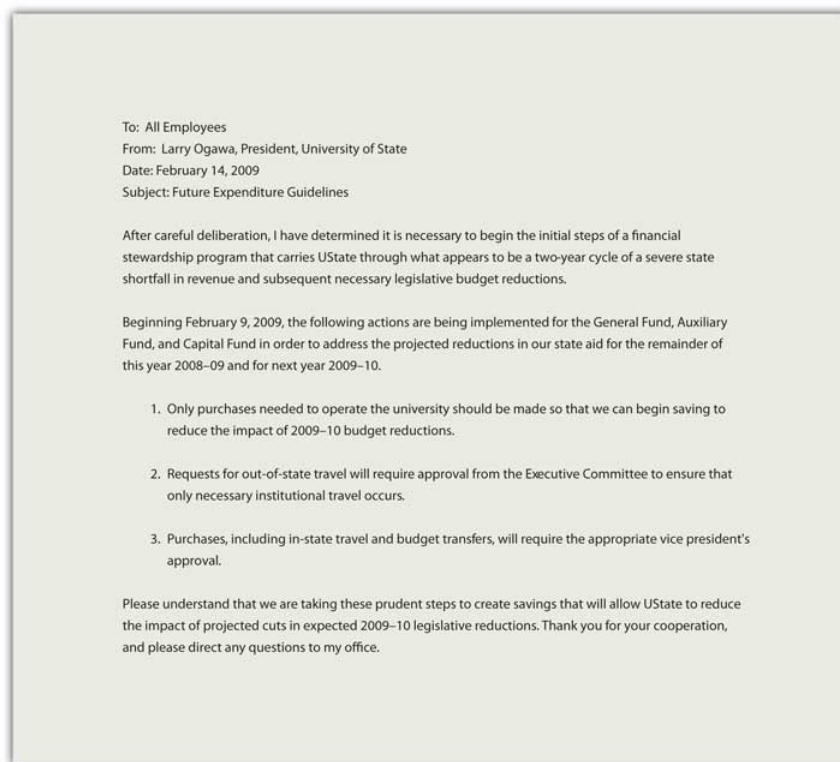 To: All Employees
From: Larry Ogawa, President, University of State
Date: February 14, 2009
Subject: Future Expenditure Guidelines
After careful deliberation, I have determined it is necessary to begin the initial steps of a financial
stewardship program that carries UState through what appears to be a two-year cycle of a severe state
shortfall in revenue and subsequent necessary legislative budget reductions.
Beginning February 9, 2009, the following actions are being implemented for the General Fund, Auxiliary
Fund, and Capital Fund in order to address the projected reductions in our state aid for the remainder of
this year 2008–09 and for next year 2009–10.
1. Only purchases needed to operate the university should be made so that we can begin saving to
reduce the impact of 2009–10 budget reductions.
2. Requests for out-of-state travel will require approval from the Executive Committee to ensure that
only necessary institutional travel occurs.
3. Purchases, including in-state travel and budget transfers, will require the appropriate vice president's
approval.
Please understand that we are taking these prudent steps to create savings that will allow UState to reduce
the impact of projected cuts in expected 2009–10 legislative reductions. Thank you for your cooperation,
and please direct any questions to my office.